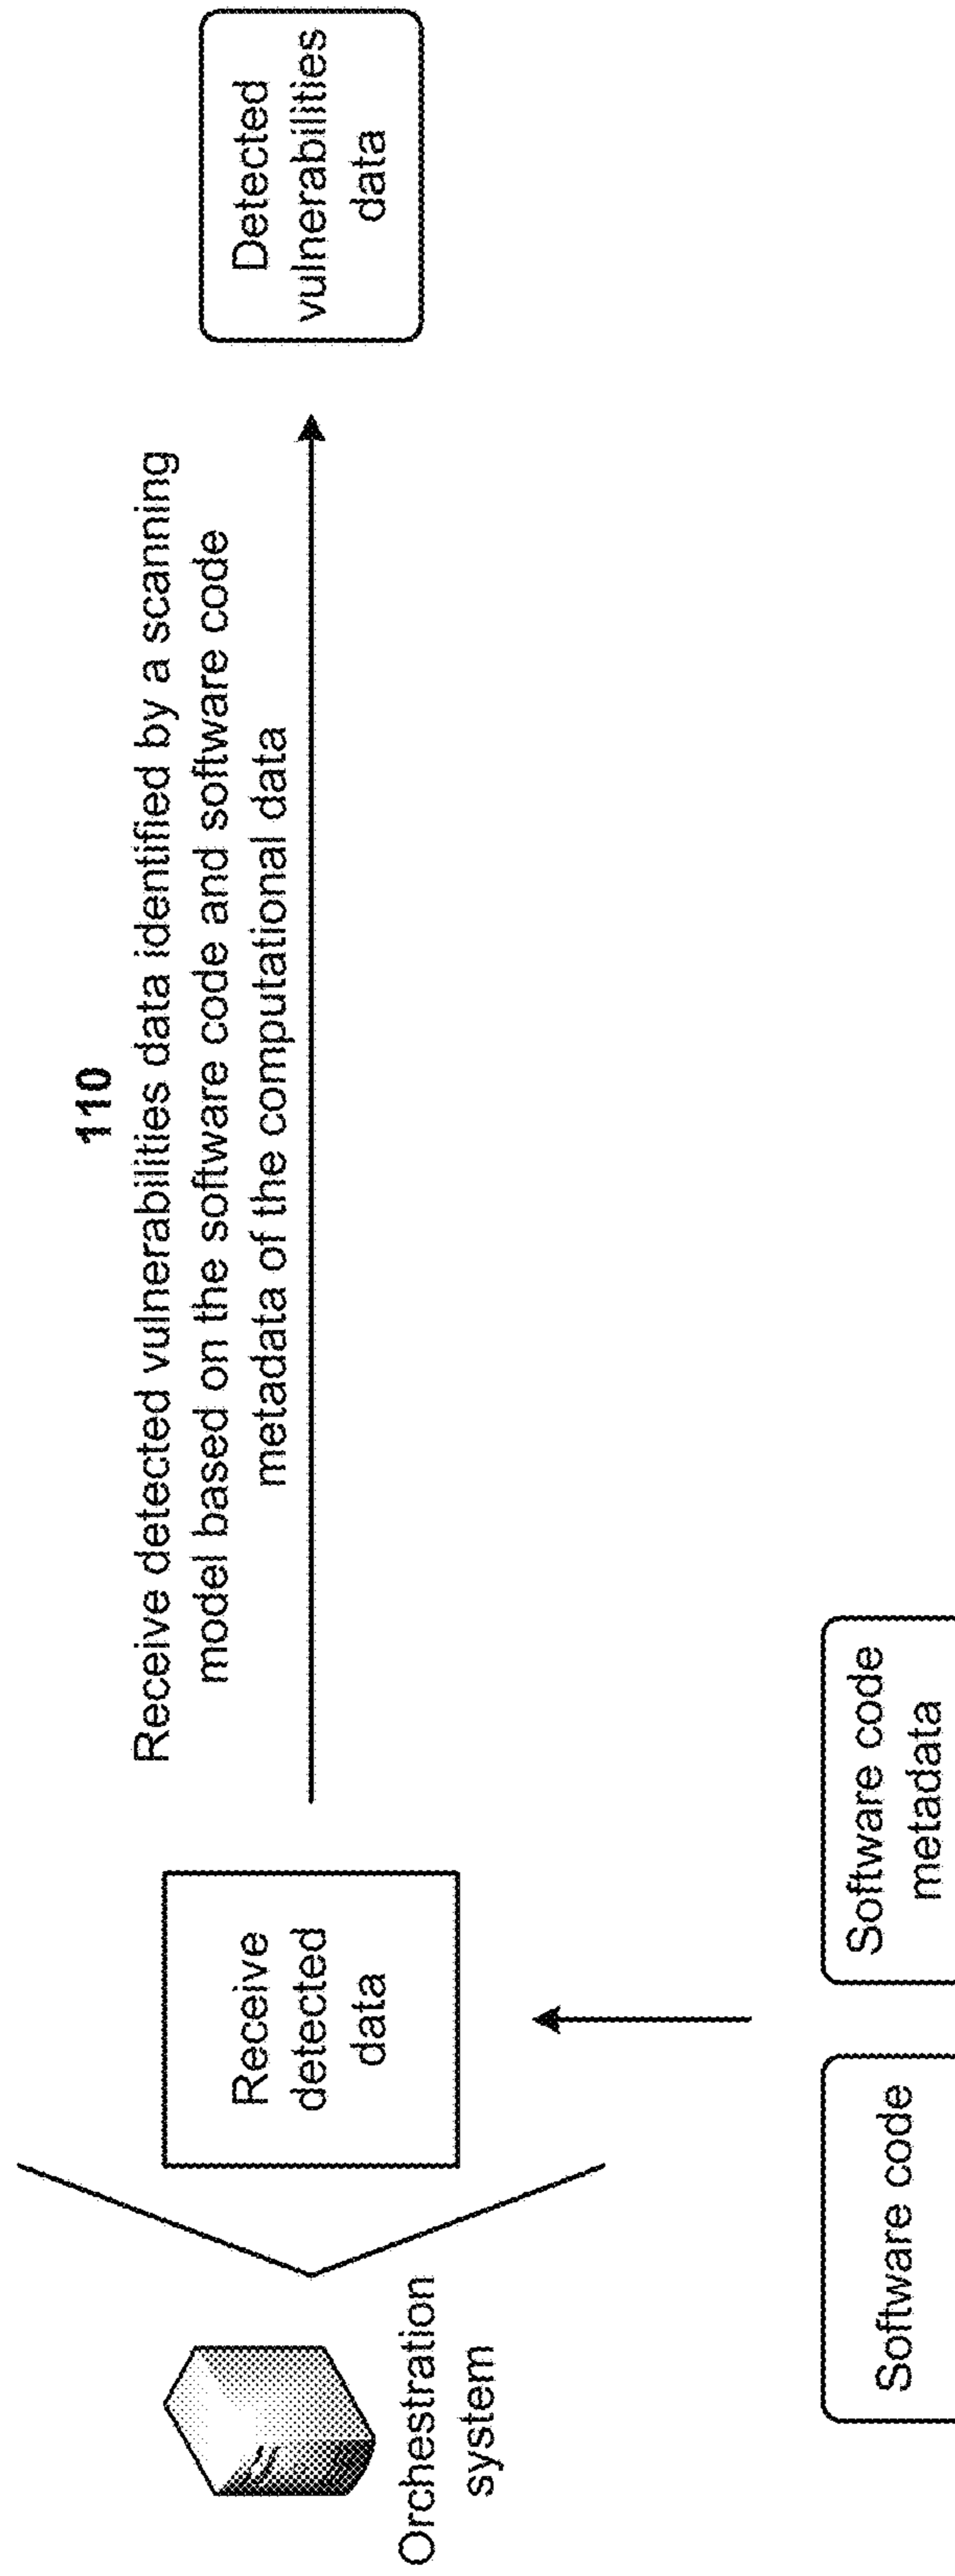 110
Receive detected vulnerabilities data identified by a scanning
model based on the software code and software code
metadata of the computational data
Orchestration
system
Receive
detected
data
Detected
vulnerabilities
data
Software code
Software code
metadata